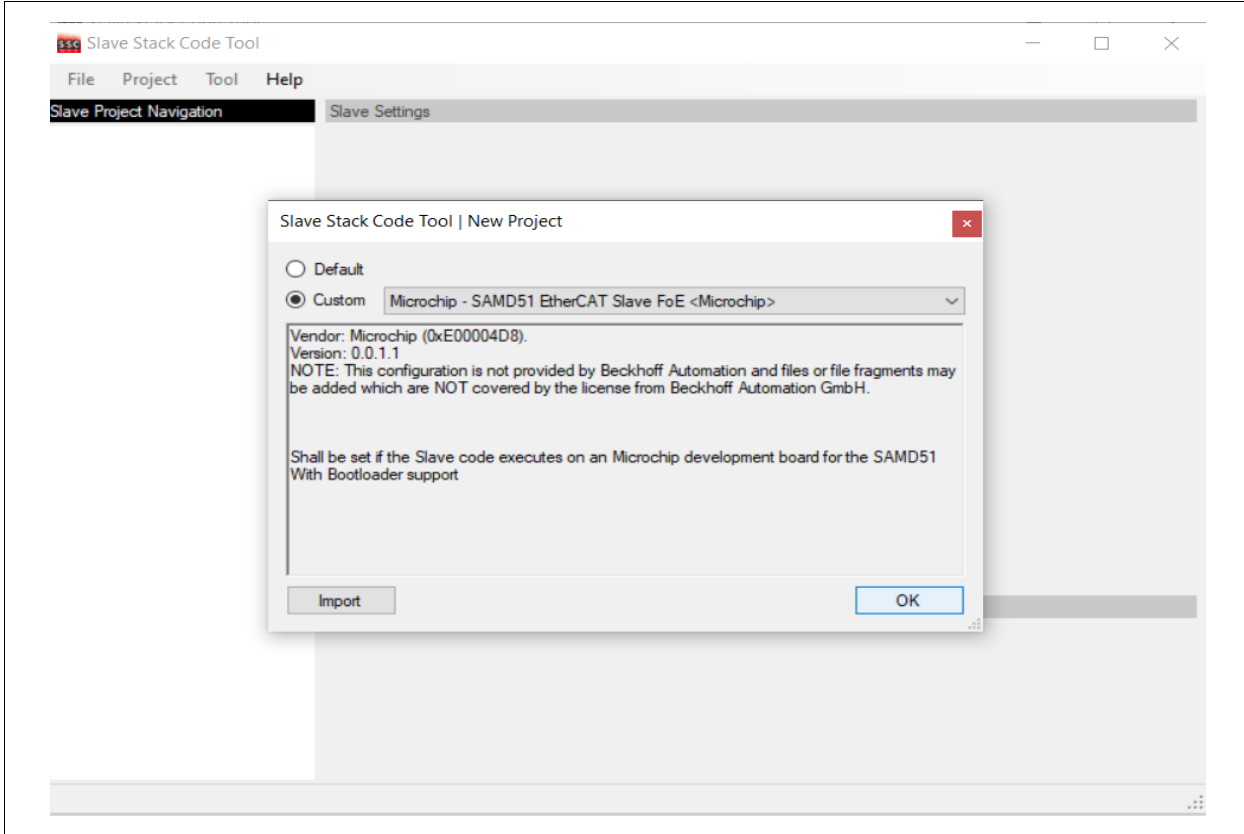 ssc Slave Stack Code Tool
File Project Tool Help
Slave Project Navigation
Slave Settings
Slave Stack Code Tool | New Project
Default
Custom Microchip - SAMD51 EtherCAT Slave FoE <Microchip>
Vendor: Microchip (0xE00004D8).
Version: 0.0.1.1
NOTE: This configuration is not provided by Beckhoff Automation and files or file fragments may
be added which are NOT covered by the license from Beckhoff Automation GmbH.
Shall be set if the Slave code executes on an Microchip development board for the SAMD51
With Bootloader support
Import
OK